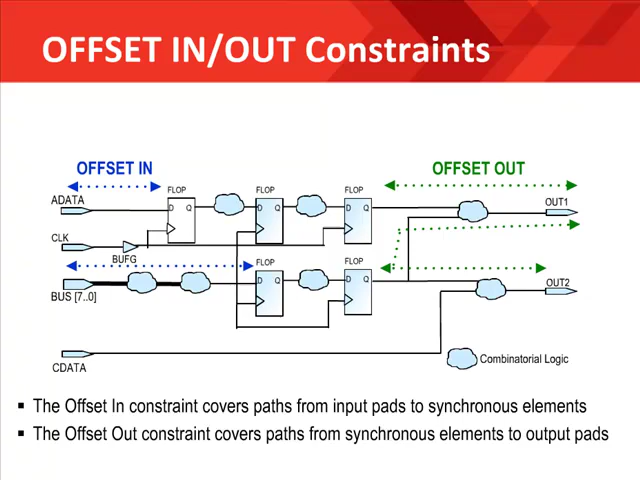 OFFSET IN/OUT Constraints
OFFSET IN
OFFSET OUT
FLOP
FLOP
FLOP
ADATA
D Q
D Q
D Q
OUT1
CLK
BUFG
FLOP
FLOP
D Q
D Q
OUT2
BUS [7..0]
CDATA
Combinatorial Logic
▪ The Offset In constraint covers paths from input pads to synchronous elements
▪ The Offset Out constraint covers paths from synchronous elements to output pads